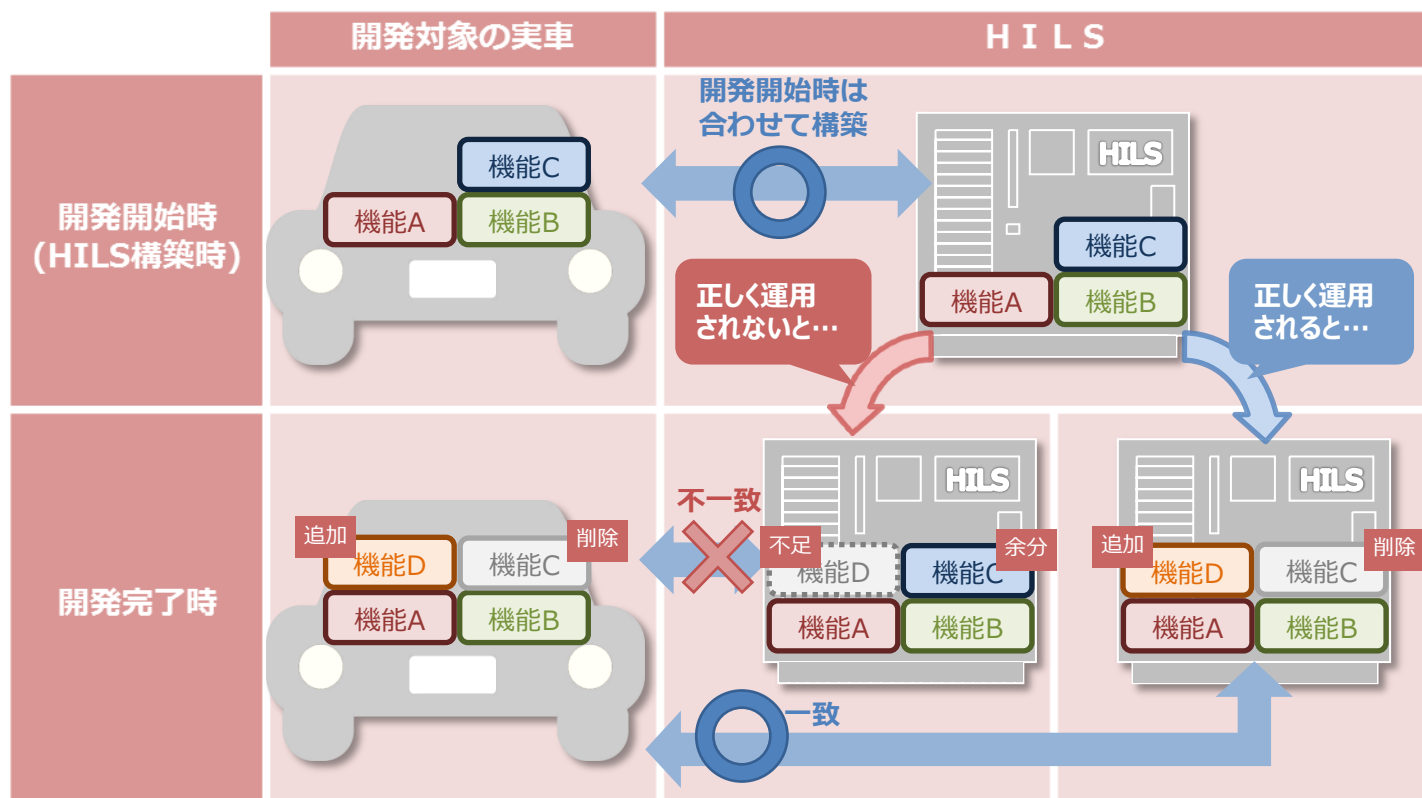 開発対象の実車
HILS
開発開始時
(HILS構築時)
機能C
機能A
機能B
開発開始時は
合わせて構築
HILS
機能C
機能A
機能B
正しく運用
されないと…
正しく運用
されると…
開発完了時
追加
削除
機能D
機能C
機能A
機能B
不一致
HILS
不足
余分
機能D
機能C
機能A
機能B
HILS
追加
削除
機能D
機能C
機能A
機能B
一致